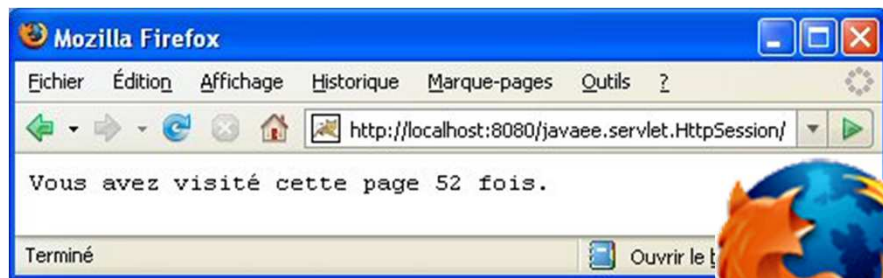 Mozilla Firefox
Fichier Édition Affichage Historique Marque-pages Outils ?
http://localhost:8080/javaee.servlet.HttpSession/
Vous avez visité cette page 52 fois.
Terminé Ouvrir le